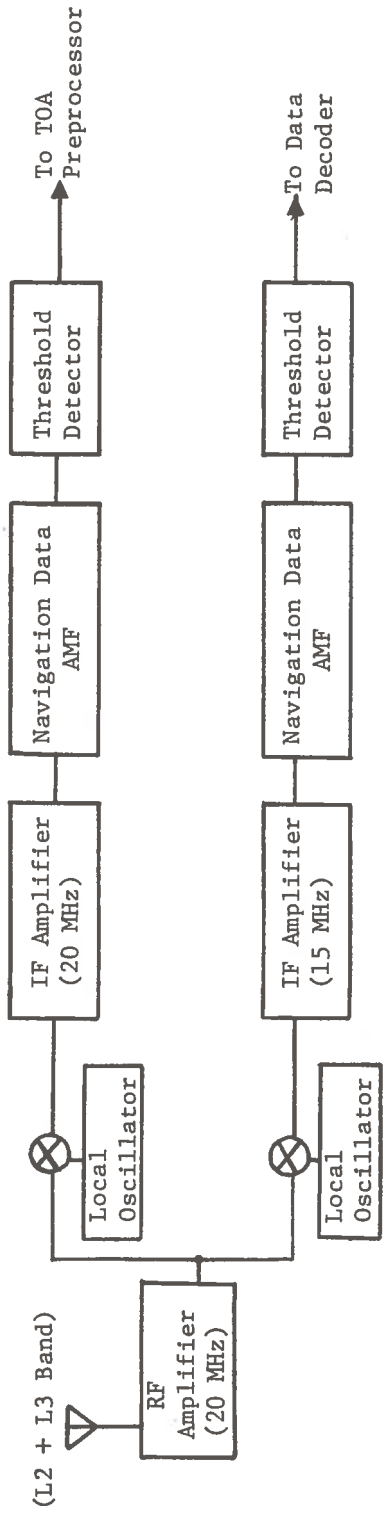 (L2 + L3 Band)
RF
Amplifier
(20 MHz)
Local
Oscillator
IF Amplifier
(20 MHz)
Navigation Data
AMF
Threshold
Detector
To TOA
Preprocessor
Local
Oscillator
IF Amplifier
(15 MHz)
Navigation Data
AMF
Threshold
Detector
To Data
Decoder